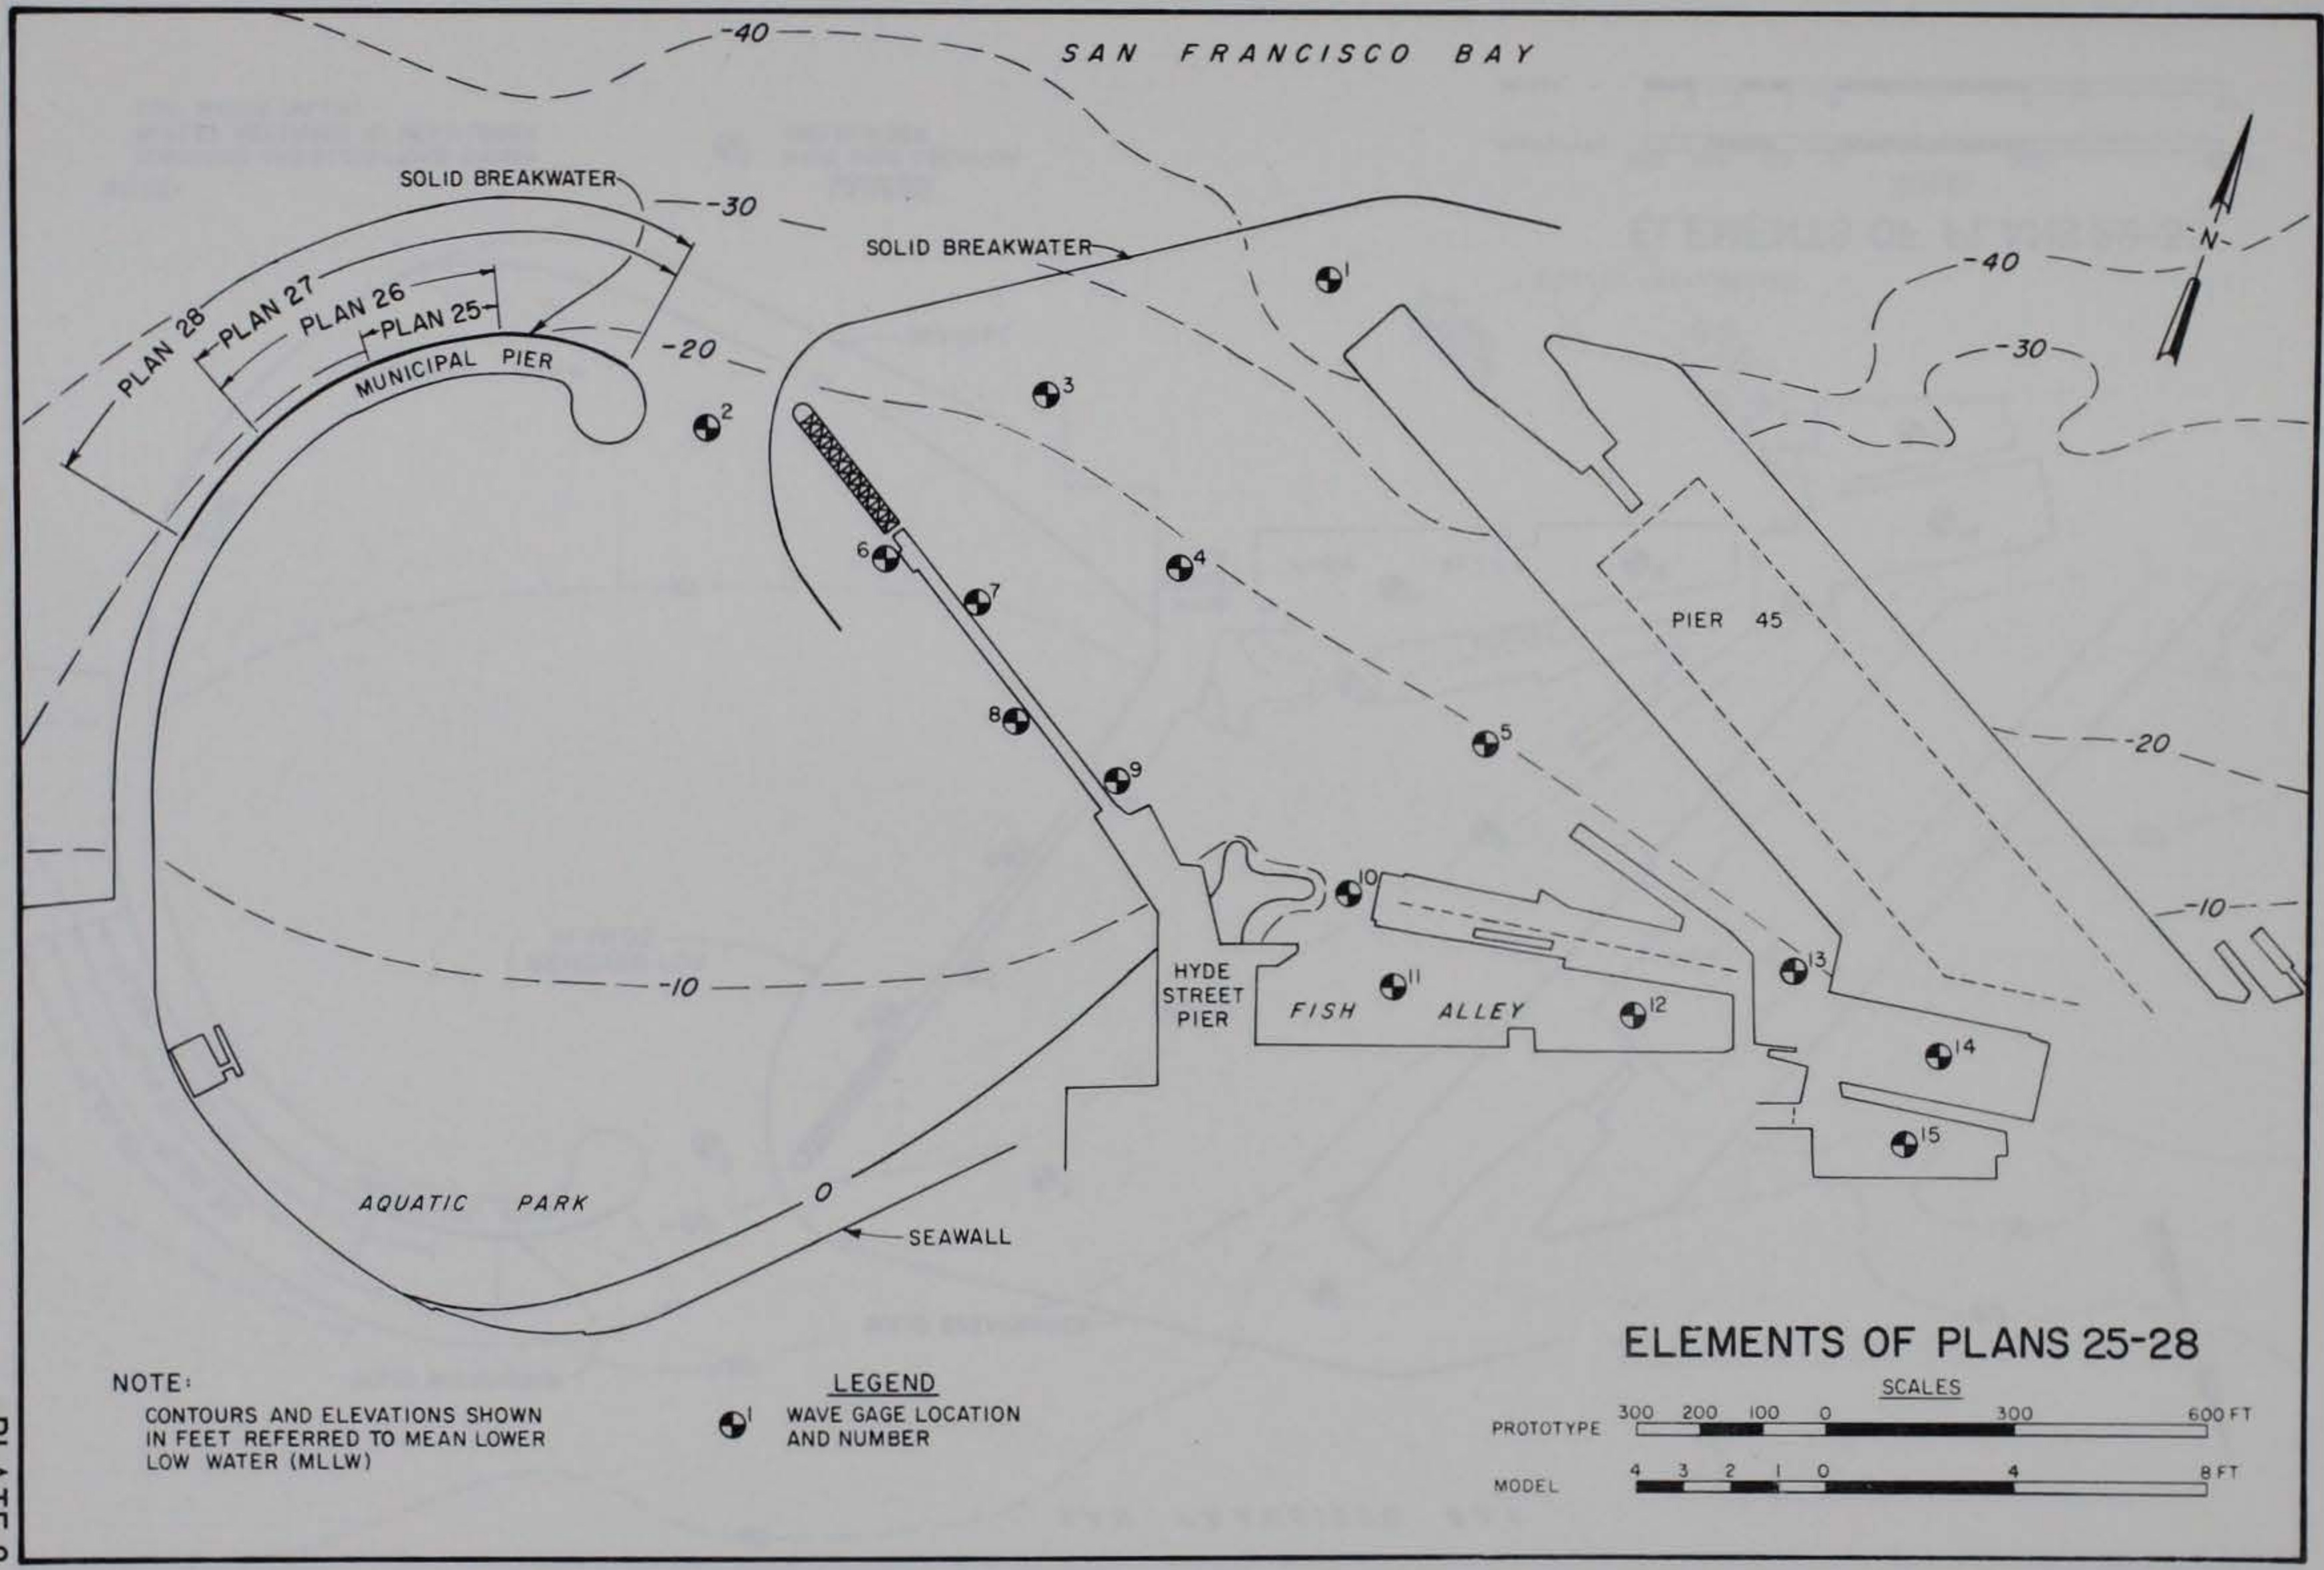 -40
SAN FRANCISCO BAY
SOLID BREAKWATER
-30
SOLID BREAKWATER
1
N
-40
PLAN 28
PLAN 27
PLAN 26
PLAN 25
-20
-30
MUNICIPAL PIER
2
3
6
4
7
PIER 45
8
5
-20
9
10
-10
13
HYDE
STREET
PIER
11
FISH ALLEY
12
-10
14
15
AQUATIC PARK
0
SEAWALL
ELEMENTS OF PLANS 25-28
NOTE:
CONTOURS AND ELEVATIONS SHOWN
IN FEET REFERRED TO MEAN LOWER
LOW WATER (MLLW)
LEGEND
1 WAVE GAGE LOCATION
AND NUMBER
SCALES
PROTOTYPE 300 200 100 0 300 600 FT
MODEL 4 3 2 1 0 4 8 FT